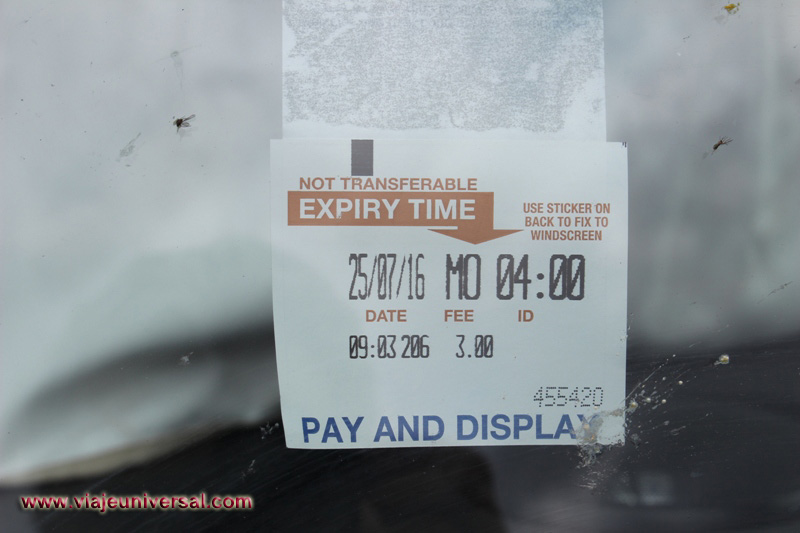 NOT TRANSFERABLE
EXPIRY TIME
USE STICKER ON
BACK TO FIX TO
WINDSCREEN
25/07/16 MO 04:00
DATE FEE ID
09:03 206 3.00
455420
PAY AND DISPLAY
www.viajeuniversal.com